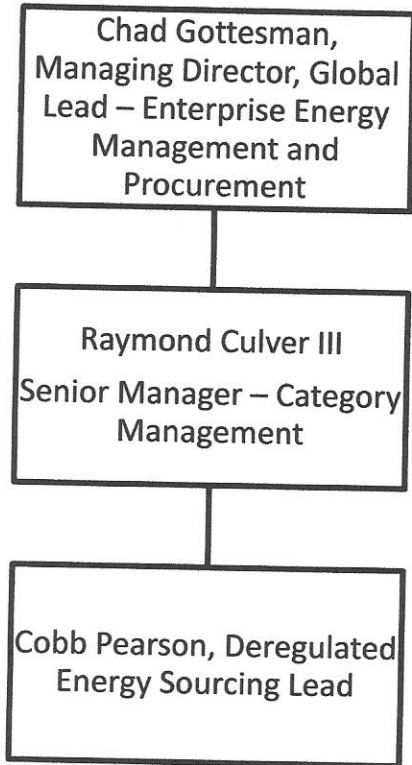 Chad Gottesman,
Managing Director, Global
Lead – Enterprise Energy
Management and
Procurement
Raymond Culver III
Senior Manager – Category
Management
Cobb Pearson, Deregulated
Energy Sourcing Lead